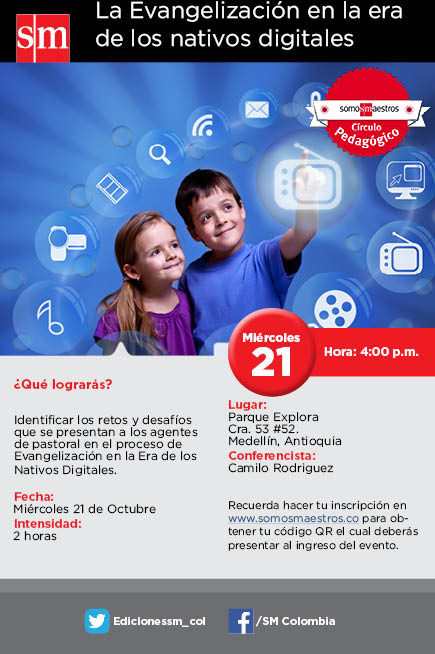 sm
La Evangelización en la era
de los nativos digitales
somosmaestros
Círculo
Pedagógico
Miércoles
21
Hora: 4:00 p.m.
¿Qué lograrás?
Identificar los retos y desafíos
que se presentan a los agentes
de pastoral en el proceso de
Evangelización en la Era de los
Nativos Digitales.
Fecha:
Miércoles 21 de Octubre
Intensidad:
2 horas
Lugar:
Parque Explora
Cra. 53 #52.
Medellín, Antioquia
Conferencista:
Camilo Rodriguez
Recuerda hacer tu inscripción en
www.somosmaestros.co para ob-
tener tu código QR el cual deberás
presentar al ingreso del evento.
Edicionessm_col
/SM Colombia